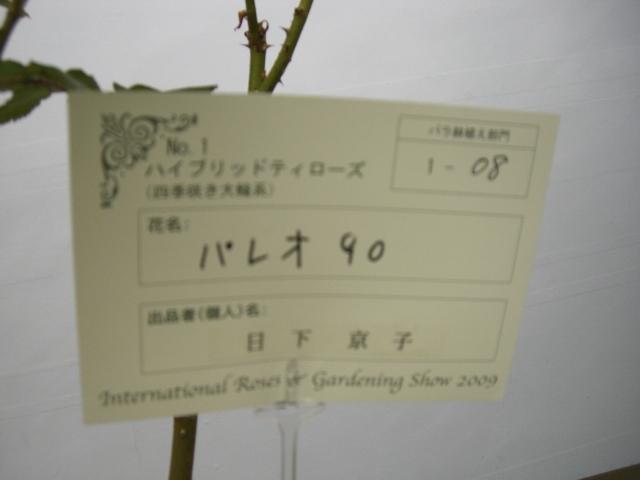 No.1
バラ鉢植え部門
ハイブリッドティローズ
1 - 08
(四季咲き大輪系)
花名:
パレオ 90
出品者(個人)名:
日下 京子
International Roses & Gardening Show 2009